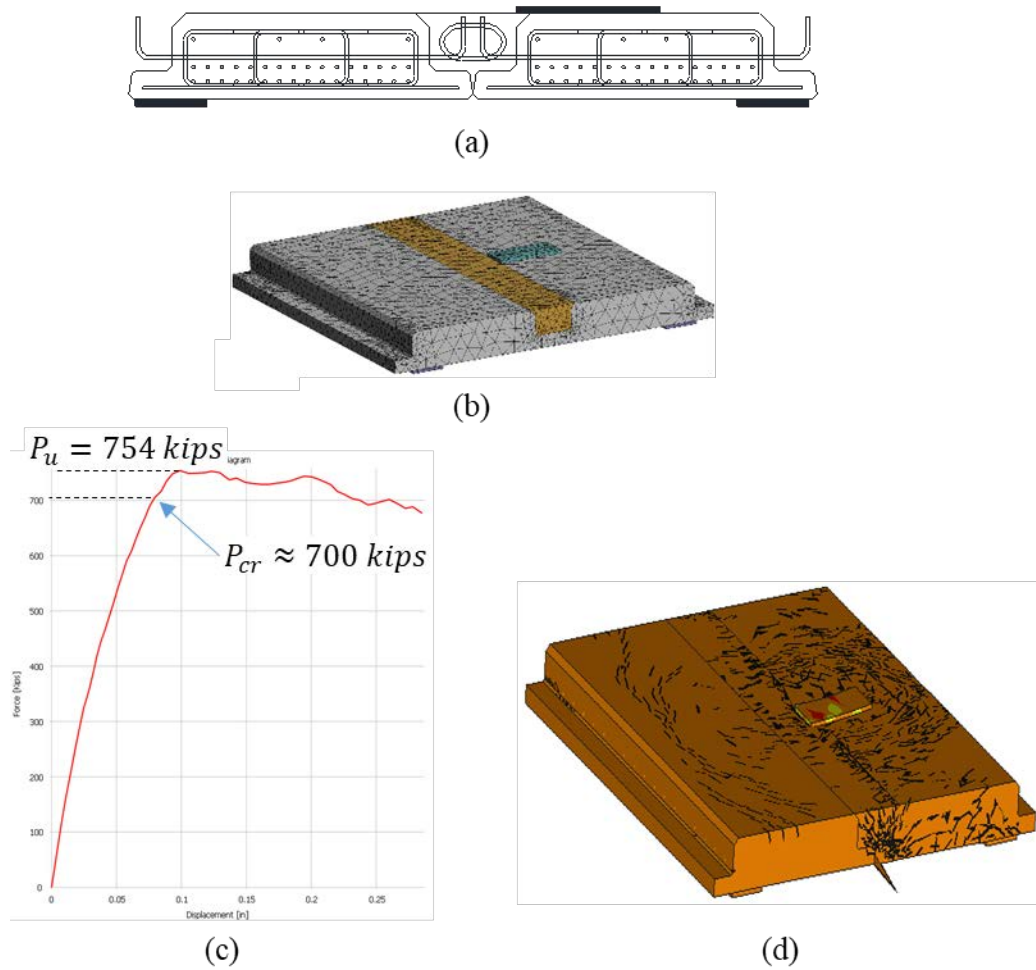 (a)
(b)
P_u = 754 kips
iagram
700
P_cr ≈ 700 kips
600
500
400
300
200
100
0
Force [Kips]
0 0.05 0.1 0.15 0.2 0.25
Displacement [in]
(c)
(d)